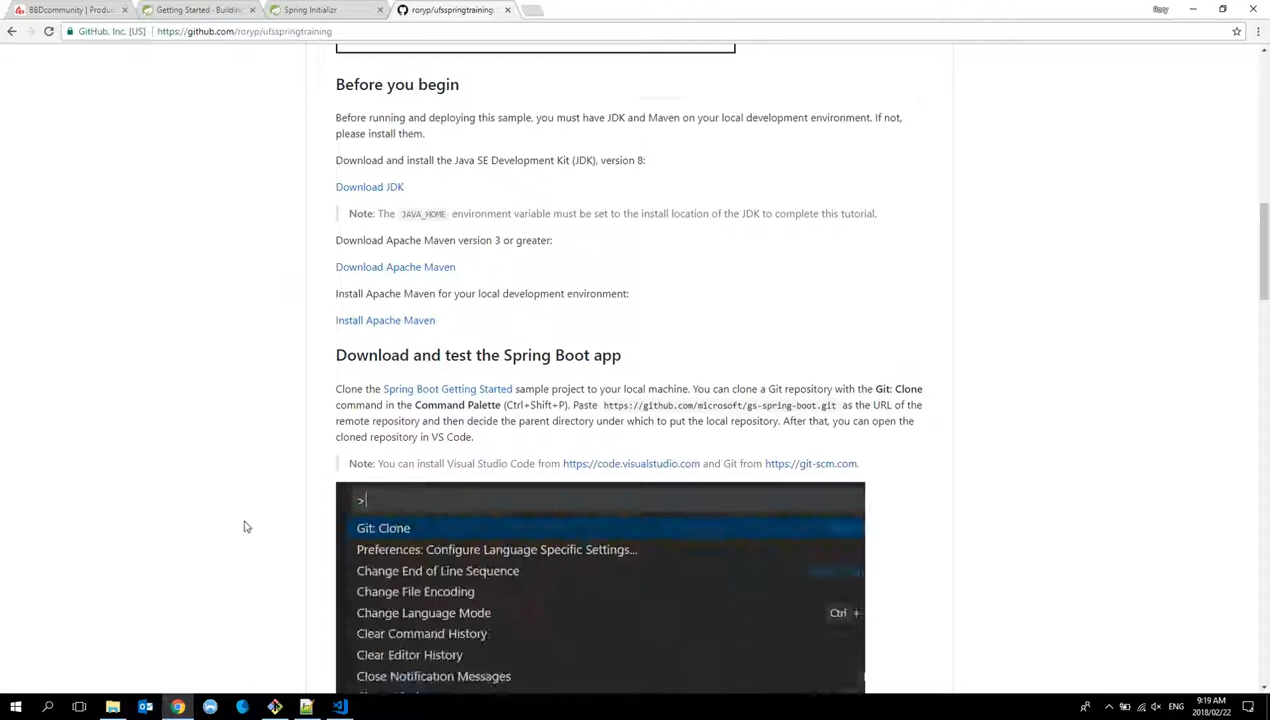 BBDcommunity | Produc
Getting Started · Building
Spring Initializr
roryp/ufsspringtraining:
Rory
GitHub, Inc. [US]
https://github.com/roryp/ufsspringtraining
Before you begin
Before running and deploying this sample, you must have JDK and Maven on your local development environment. If not,
please install them.
Download and install the Java SE Development Kit (JDK), version 8:
Download JDK
Note: The JAVA_HOME environment variable must be set to the install location of the JDK to complete this tutorial.
Download Apache Maven version 3 or greater:
Download Apache Maven
Install Apache Maven for your local development environment:
Install Apache Maven
Download and test the Spring Boot app
Clone the Spring Boot Getting Started sample project to your local machine. You can clone a Git repository with the Git: Clone
command in the Command Palette (Ctrl+Shift+P). Paste https://github.com/microsoft/gs-spring-boot.git as the URL of the
remote repository and then decide the parent directory under which to put the local repository. After that, you can open the
cloned repository in VS Code.
Note: You can install Visual Studio Code from https://code.visualstudio.com and Git from https://git-scm.com.
>
Git: Clone
Preferences: Configure Language Specific Settings...
Change End of Line Sequence
Change File Encoding
Change Language Mode
Ctrl +
Clear Command History
Clear Editor History
Close Notification Messages
ENG
9:19 AM
2018/02/22